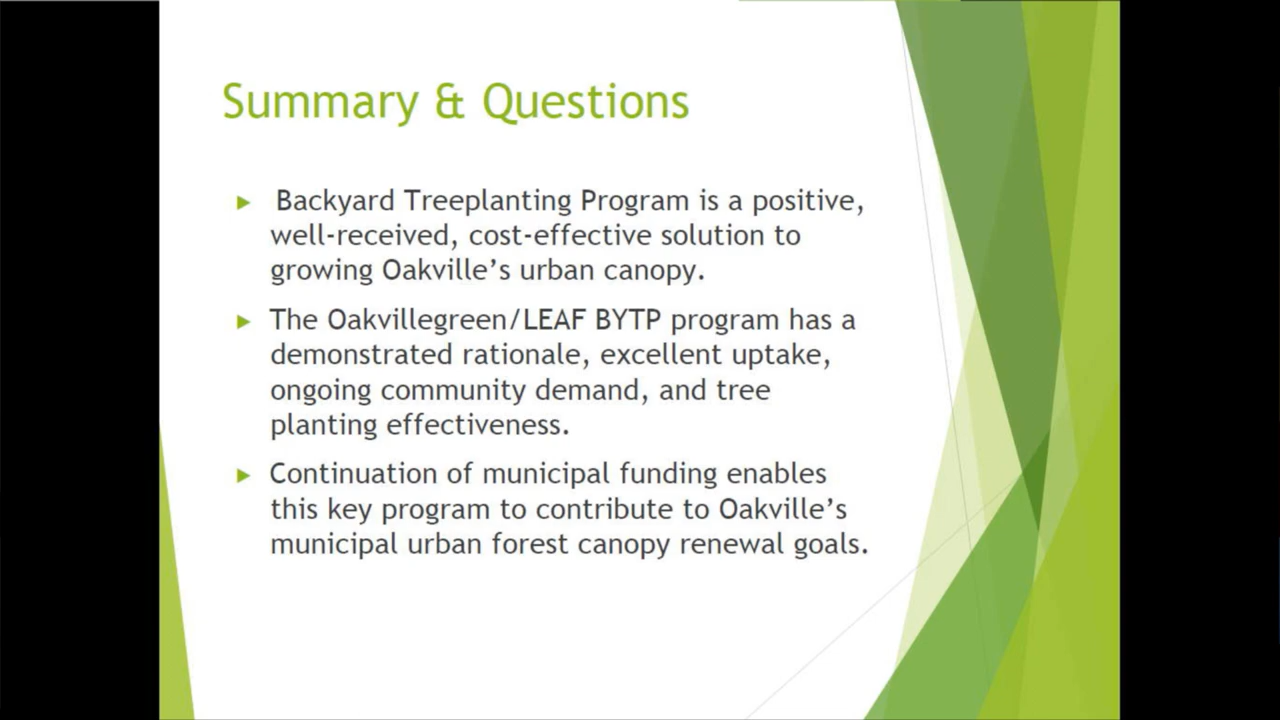 Summary & Questions
Backyard Treeplanting Program is a positive,
well-received, cost-effective solution to
growing Oakville's urban canopy.
The Oakvillegreen/LEAF BYTP program has a
demonstrated rationale, excellent uptake,
ongoing community demand, and tree
planting effectiveness.
Continuation of municipal funding enables
this key program to contribute to Oakville's
municipal urban forest canopy renewal goals.